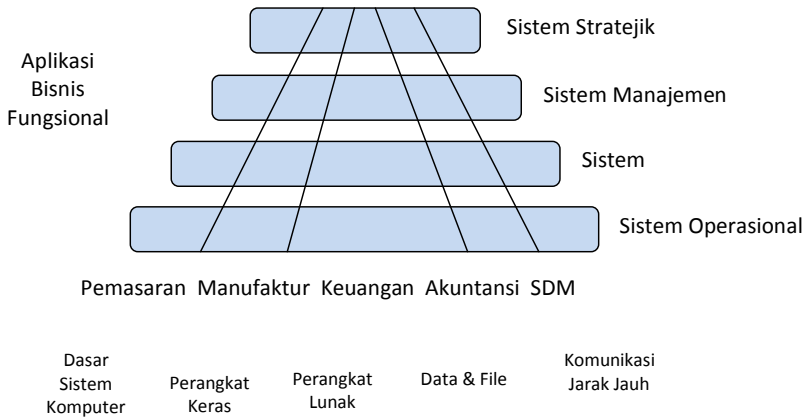 Sistem Stratejik
Aplikasi
Bisnis
Fungsional
Sistem Manajemen
Sistem
Sistem Operasional
Pemasaran Manufaktur Keuangan Akuntansi SDM
Dasar
Sistem
Komputer
Perangkat
Keras
Perangkat
Lunak
Data & File
Komunikasi
Jarak Jauh